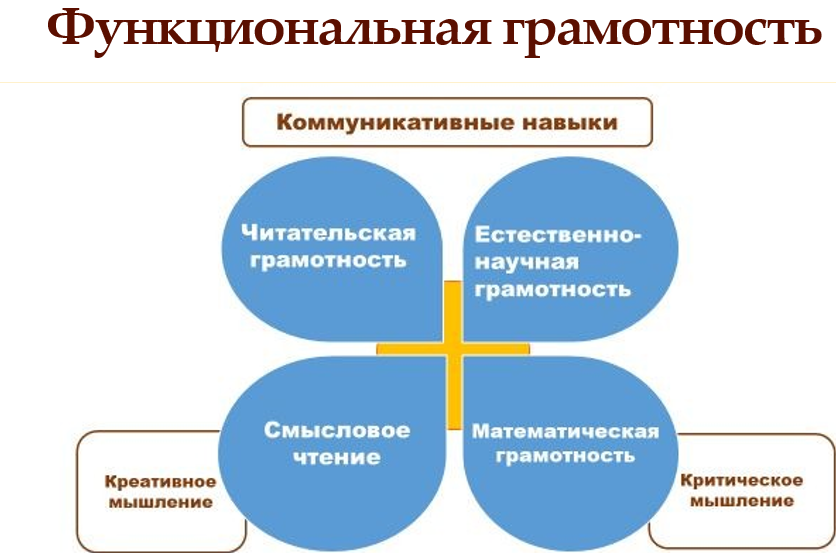 Функциональная грамотность
Коммуникативные навыки
Читательская
грамотность
Естественно-
научная
грамотность
Смысловое
чтение
Математическая
грамотность
Креативное
мышление
Критическое
мышление